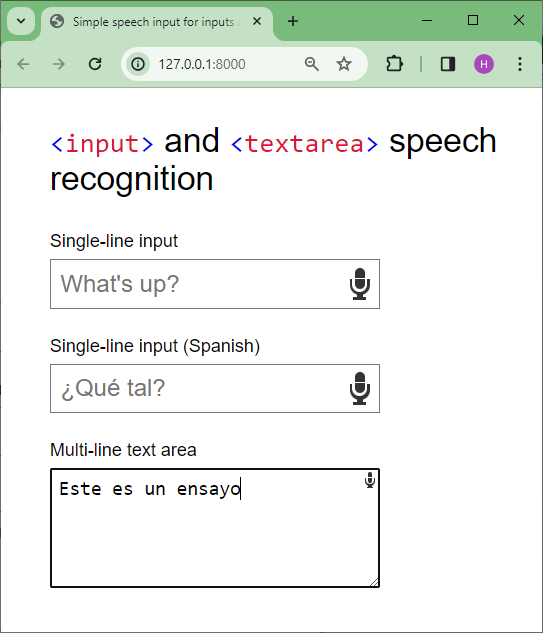 Simple speech input for inputs
127.0.0.1:8000
H
<input> and <textarea> speech
recognition
Single-line input
What's up?
Single-line input (Spanish)
¿Qué tal?
Multi-line text area
Este es un ensayo